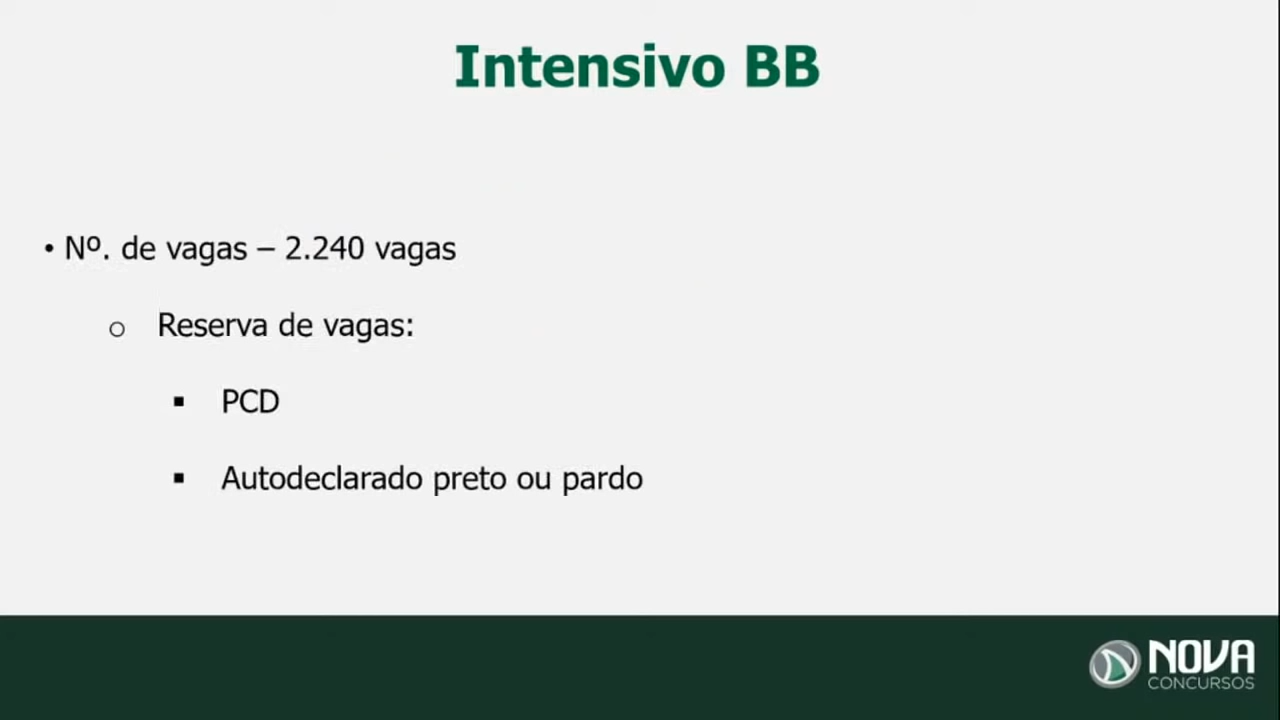 Intensivo BB
• Nº. de vagas – 2.240 vagas
o Reserva de vagas:
▪ PCD
▪ Autodeclarado preto ou pardo
NOVA
CONCURSOS